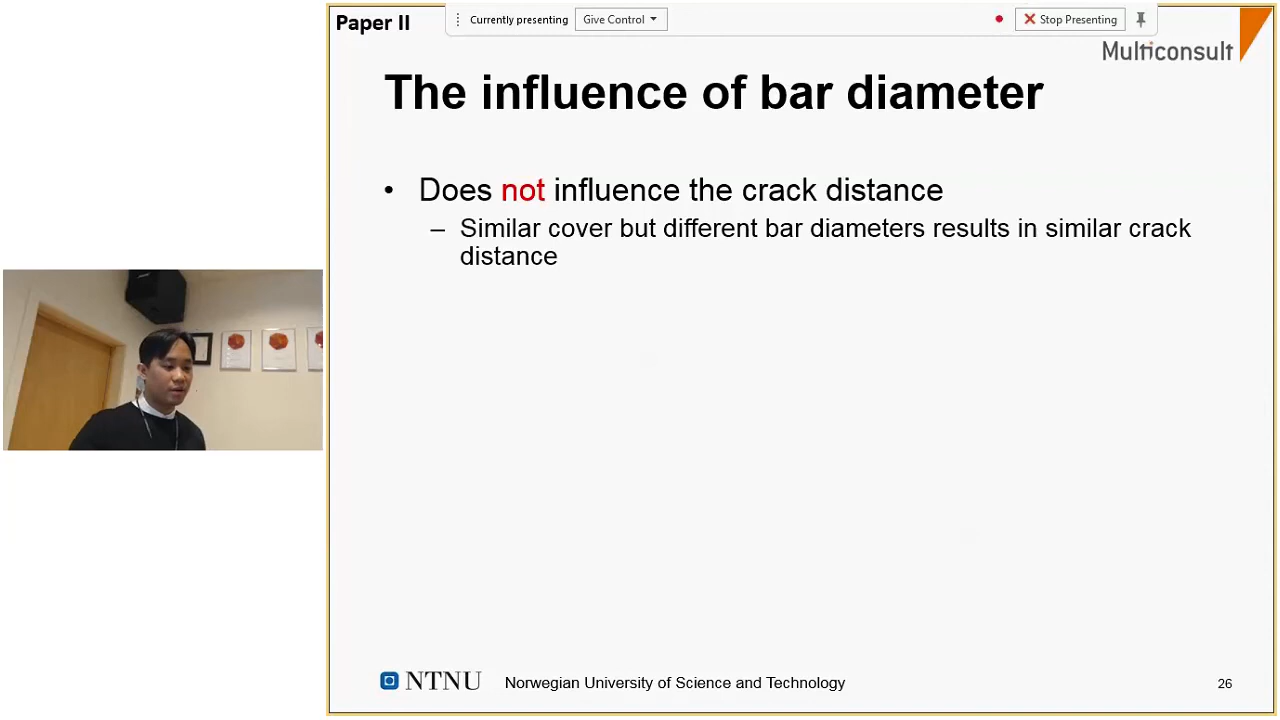 Paper II
Currently presenting
Give Control
Stop Presenting
Multiconsult
The influence of bar diameter
• Does not influence the crack distance
– Similar cover but different bar diameters results in similar crack
distance
NTNU
Norwegian University of Science and Technology
26